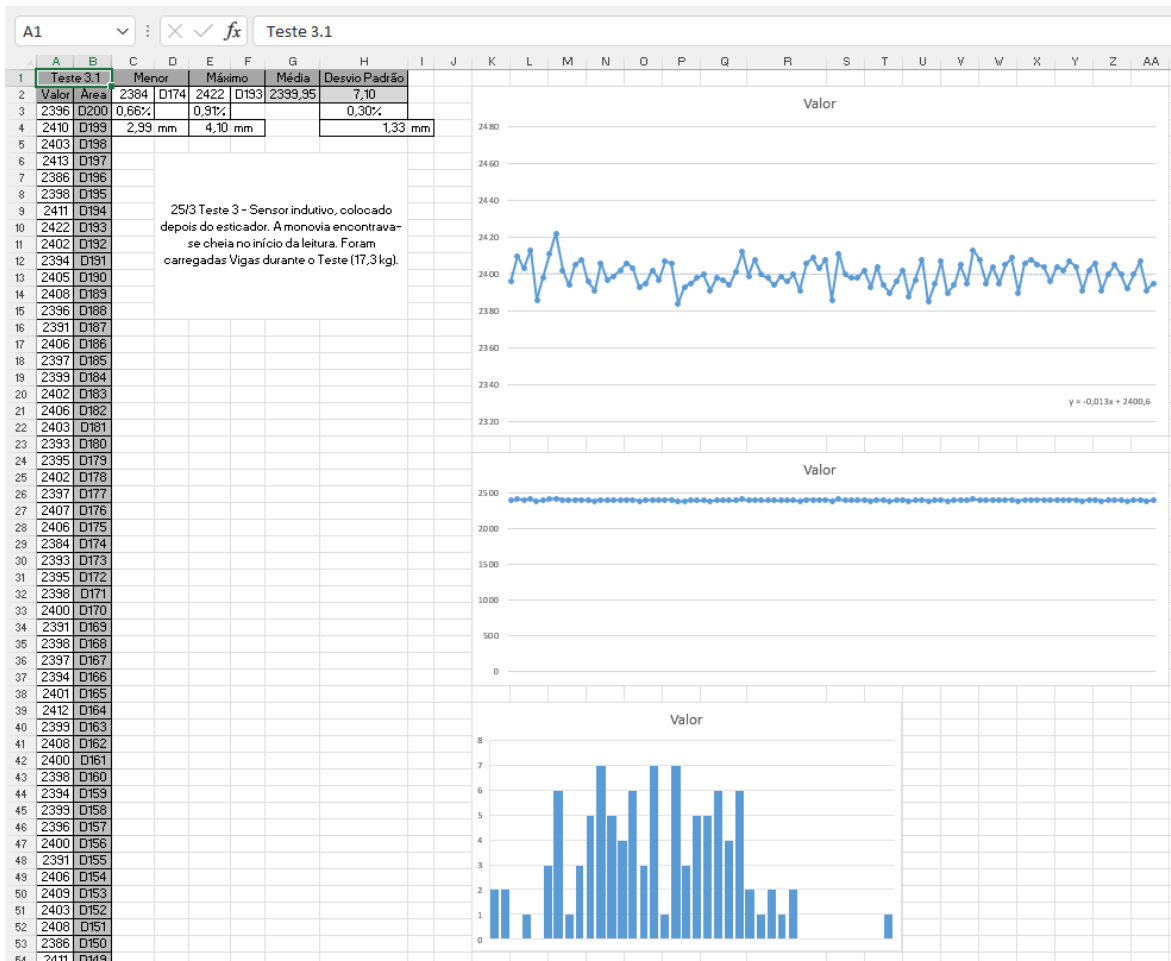 A1
fx
Teste 3.1
A B C D E F G H I J K L M N O P Q R S T U V W X Y Z AA
1 Teste 3.1 Menor Máximo Média Desvio Padrão
2 Valor Área 2384 D174 2422 D193 2399,95 7,10
3 2396 D200 0,66% 0,91% 0,30%
4 2410 D199 2,99 mm 4,10 mm 1,33 mm
5 2403 D198
6 2413 D197
7 2386 D196
8 2398 D195
9 2411 D194
10 2422 D193
11 2402 D192
12 2394 D191
13 2405 D190
14 2408 D189
15 2396 D188
16 2391 D187
17 2406 D186
18 2397 D185
19 2399 D184
20 2402 D183
21 2406 D182
22 2403 D181
23 2393 D180
24 2395 D179
25 2402 D178
26 2397 D177
27 2407 D176
28 2406 D175
29 2384 D174
30 2393 D173
31 2395 D172
32 2398 D171
33 2400 D170
34 2391 D169
35 2398 D168
36 2397 D167
37 2394 D166
38 2401 D165
39 2412 D164
40 2399 D163
41 2408 D162
42 2400 D161
43 2398 D160
44 2394 D159
45 2399 D158
46 2396 D157
47 2400 D156
48 2391 D155
49 2406 D154
50 2409 D153
51 2403 D152
52 2408 D151
53 2386 D150
54 2411 D149
25/3 Teste 3 - Sensor indutivo, colocado
depois do esticador. A monovia encontrava-
se cheia no início da leitura. Foram
carregadas Vigas durante o Teste (17,3 kg).
Valor
2480
2460
2440
2420
2400
2380
2360
2340
2320
y = -0,013x + 2400,6
Valor
2500
2000
1500
1000
500
0
Valor
8
7
6
5
4
3
2
1
0